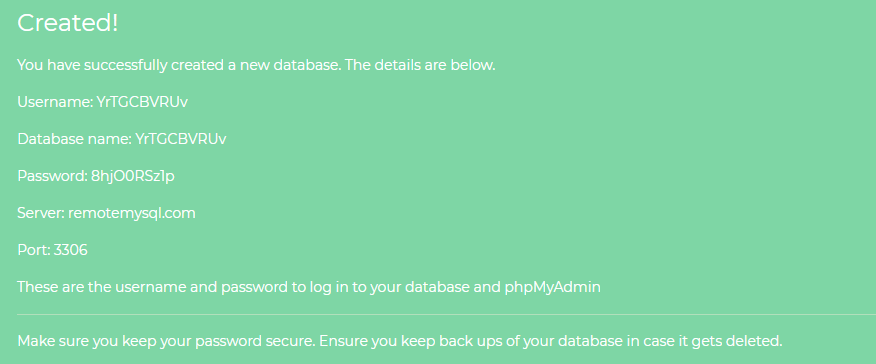 Created!
You have successfully created a new database. The details are below.
Username: YrTGCBVRUv
Database name: YrTGCBVRUv
Password: 8hjO0RSz1p
Server: remotemysql.com
Port: 3306
These are the username and password to log in to your database and phpMyAdmin
Make sure you keep your password secure. Ensure you keep back ups of your database in case it gets deleted.